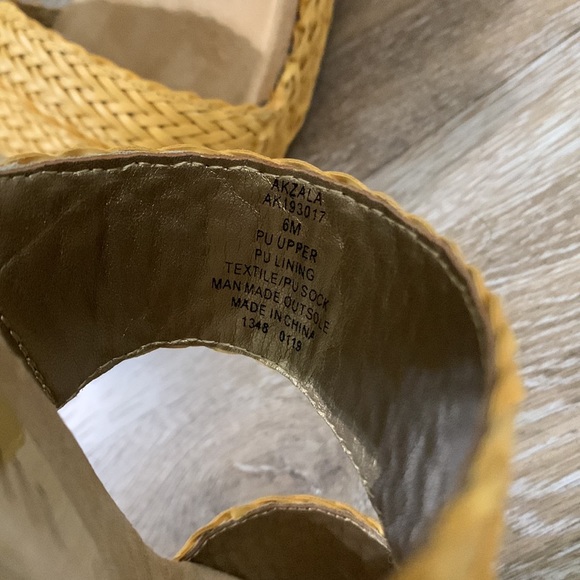 AKZALA
AK193017
6M
PU UPPER
PU LINING
TEXTILE/PU SOCK
MAN MADE OUTSOLE
MADE IN CHINA
1348 0119